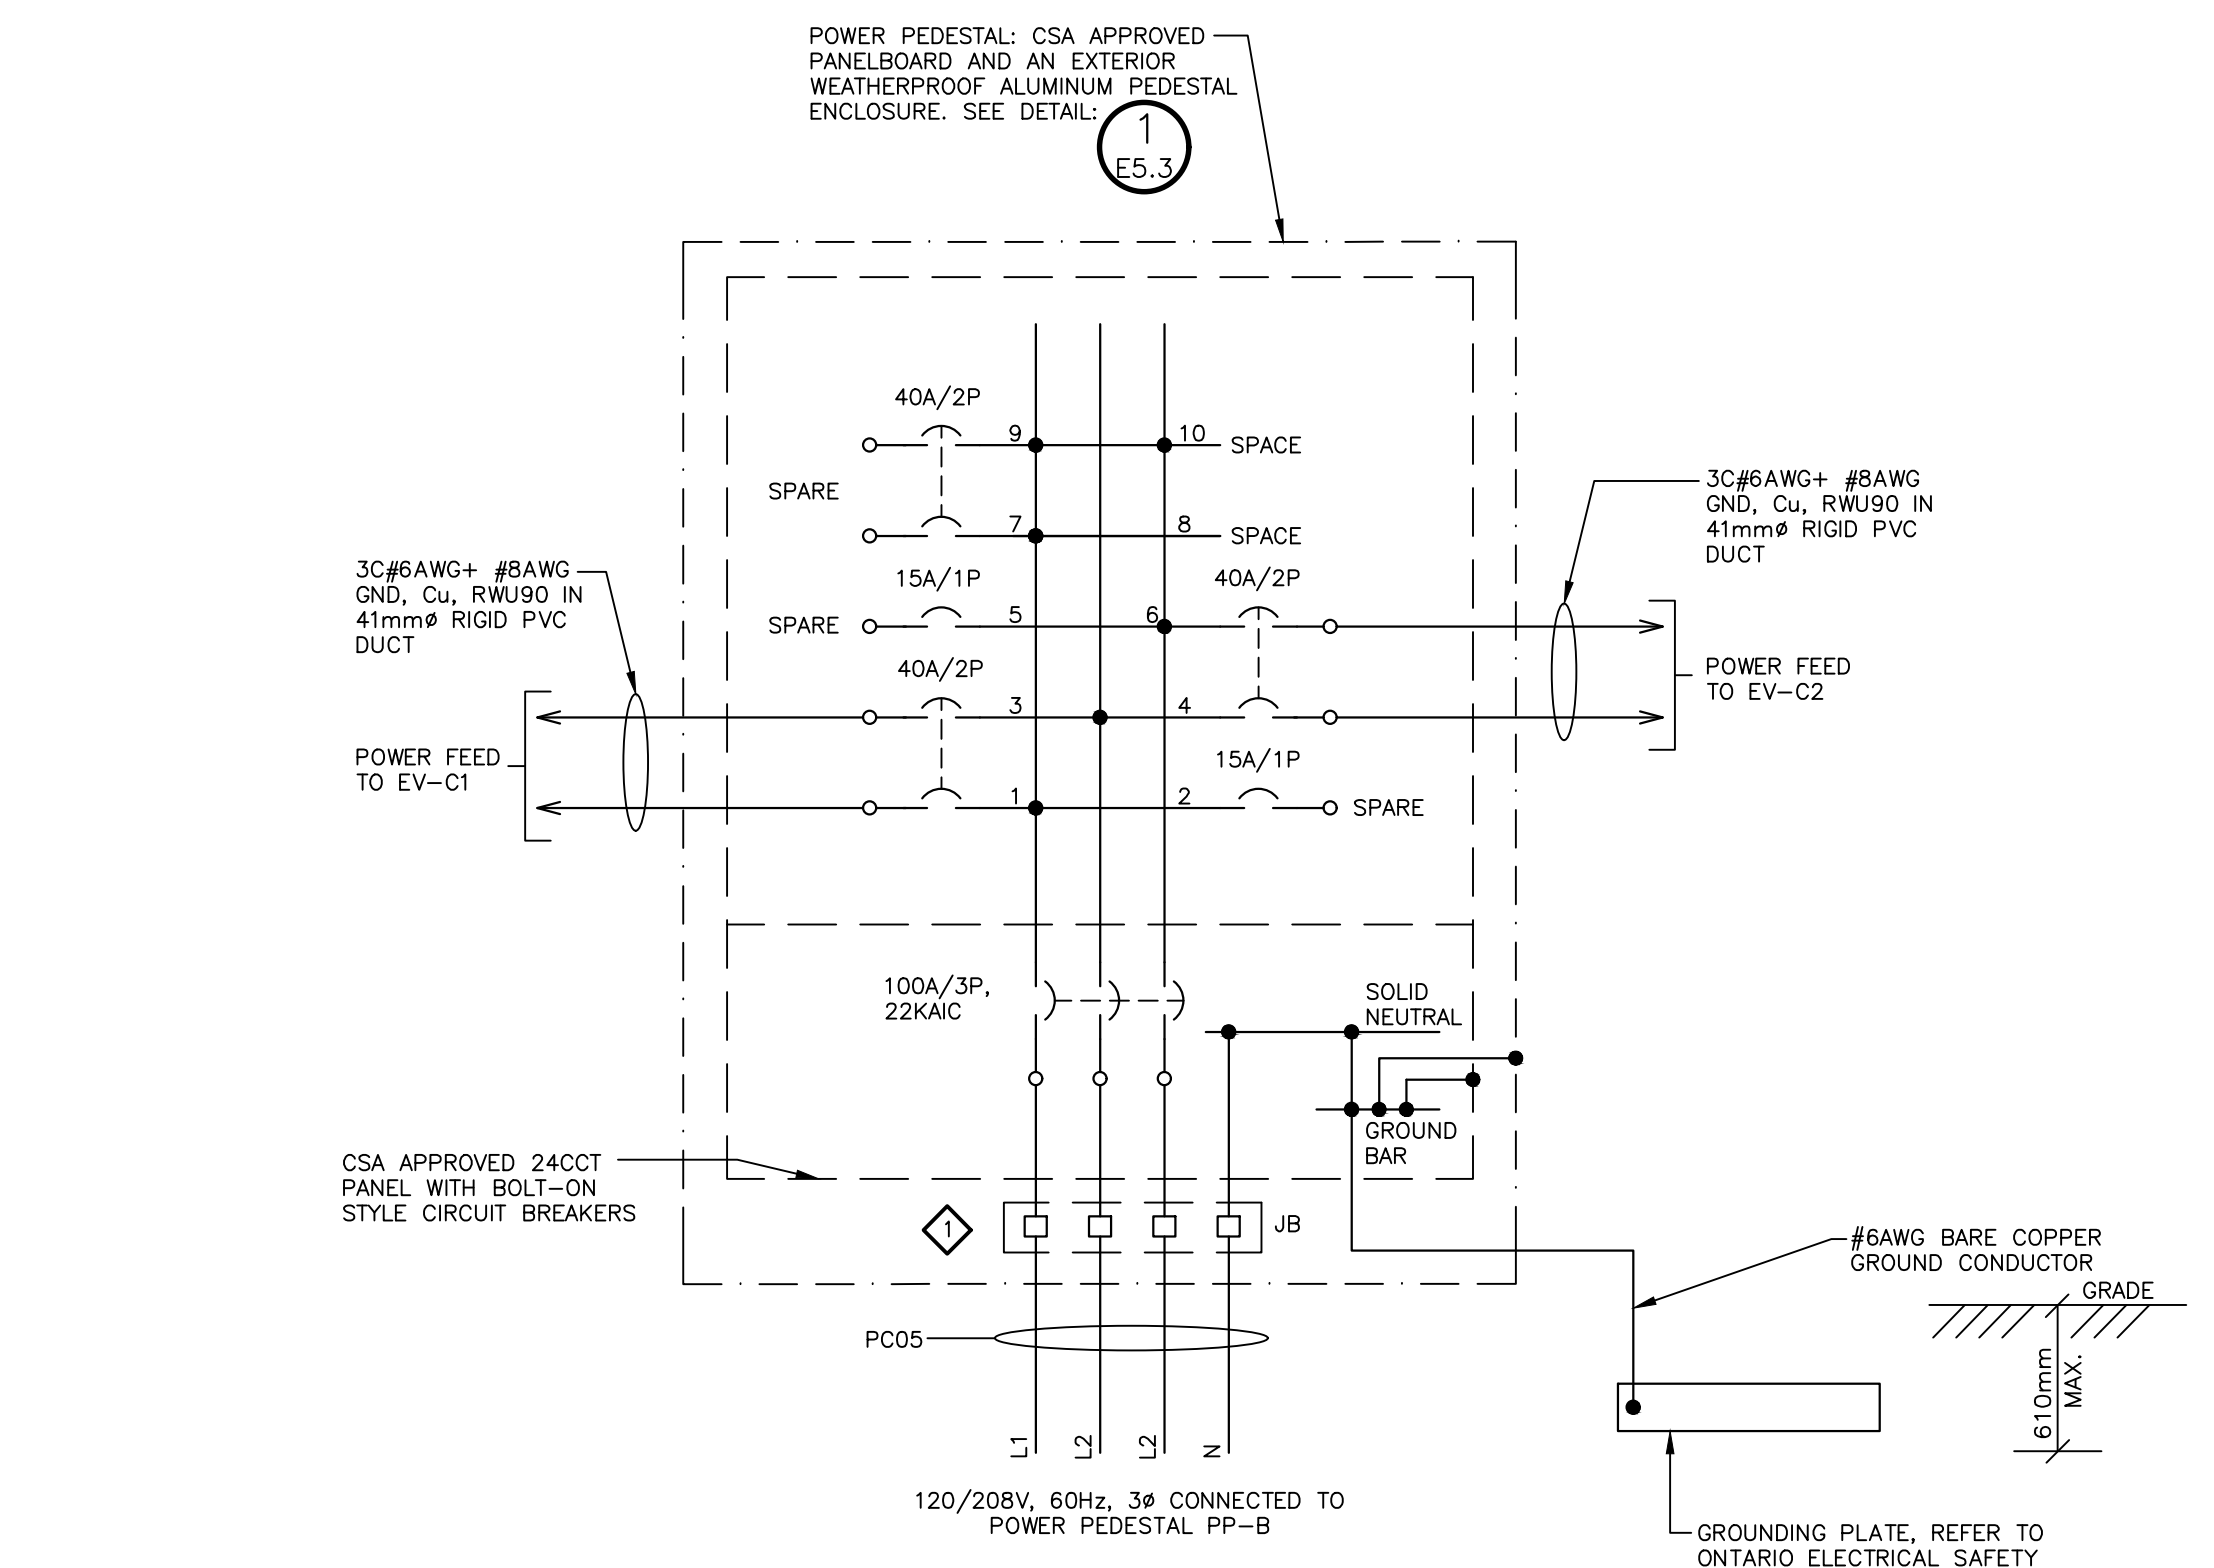 POWER PEDESTAL: CSA APPROVED
PANELBOARD AND AN EXTERIOR
WEATHERPROOF ALUMINUM PEDESTAL
ENCLOSURE. SEE DETAIL:
1
E5.3
40A/2P
9
10
SPACE
SPARE
7
8
SPACE
15A/1P
40A/2P
SPARE
5
6
40A/2P
3
4
15A/1P
1
2
SPARE
3C#6AWG+ #8AWG
GND, Cu, RWU90 IN
41mmø RIGID PVC
DUCT
POWER FEED
TO EV-C1
3C#6AWG+ #8AWG
GND, Cu, RWU90 IN
41mmø RIGID PVC
DUCT
POWER FEED
TO EV-C2
100A/3P,
22KAIC
SOLID
NEUTRAL
GROUND
BAR
CSA APPROVED 24CCT
PANEL WITH BOLT-ON
STYLE CIRCUIT BREAKERS
1
JB
#6AWG BARE COPPER
GROUND CONDUCTOR
GRADE
610mm
MAX.
PC05
L1
L2
L2
N
120/208V, 60Hz, 3ø CONNECTED TO
POWER PEDESTAL PP-B
GROUNDING PLATE, REFER TO
ONTARIO ELECTRICAL SAFETY